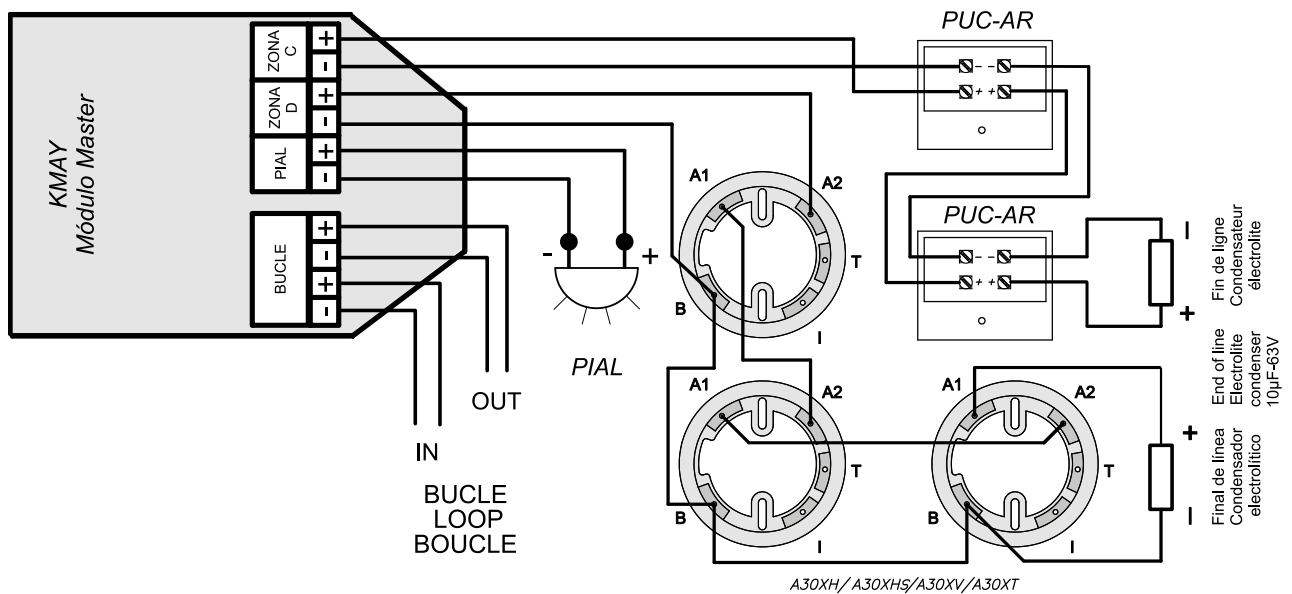 KMAY
Módulo Master
ZONA
C
+
-
ZONA
D
+
-
PIAL
+
-
BUCLE
+
-
+
-
PUC-AR
- -
+ +
PUC-AR
- -
+ +
-
+
Fin de ligne
Condensateur
électrolite
End of line
Electrolite
condenser
10µF-63V
+
-
Final de línea
Condensador
electrolítico
A1
A2
T
B
I
- +
PIAL
A1
A2
T
B
I
A1
A2
T
B
I
OUT
IN
BUCLE
LOOP
BOUCLE
A30XH/ A30XHS/A30XV/A30XT